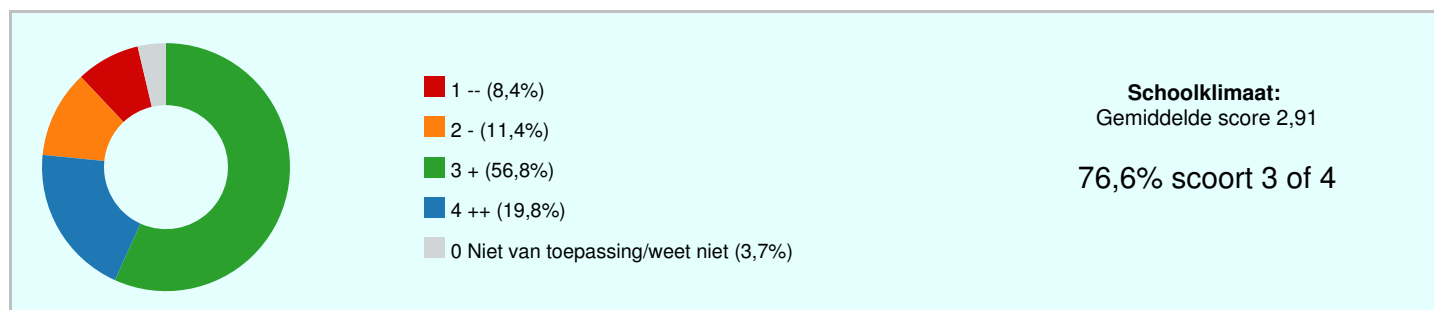 1 -- (8,4%)
2 - (11,4%)
3 + (56,8%)
4 ++ (19,8%)
0 Niet van toepassing/weet niet (3,7%)
Schoolklimaat:
Gemiddelde score 2,91
76,6% scoort 3 of 4